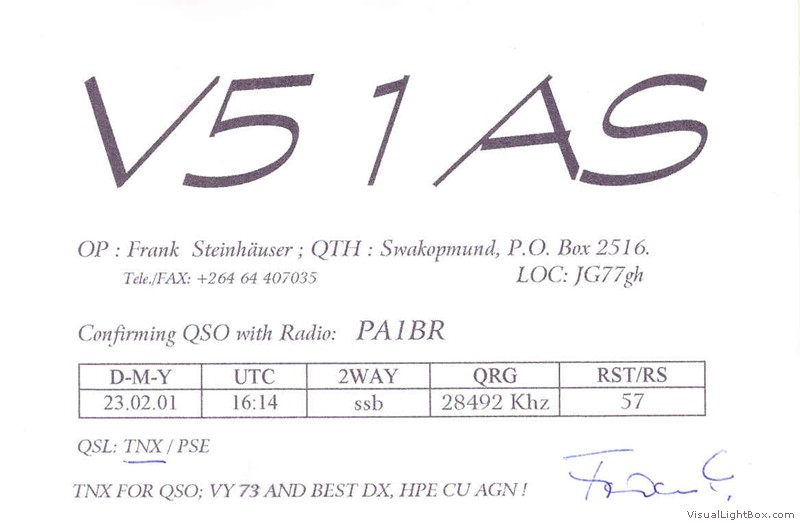 V51AS
OP : Frank Steinhäuser ; QTH : Swakopmund, P.O. Box 2516.
Tele./FAX: +264 64 407035 LOC: JG77gh
Confirming QSO with Radio: PA1BR
D-M-Y UTC 2WAY QRG RST/RS
23.02.01 16:14 ssb 28492 Khz 57
QSL: TNX / PSE
TNX FOR QSO; VY 73 AND BEST DX, HPE CU AGN !
Frank
VisualLightBox.com